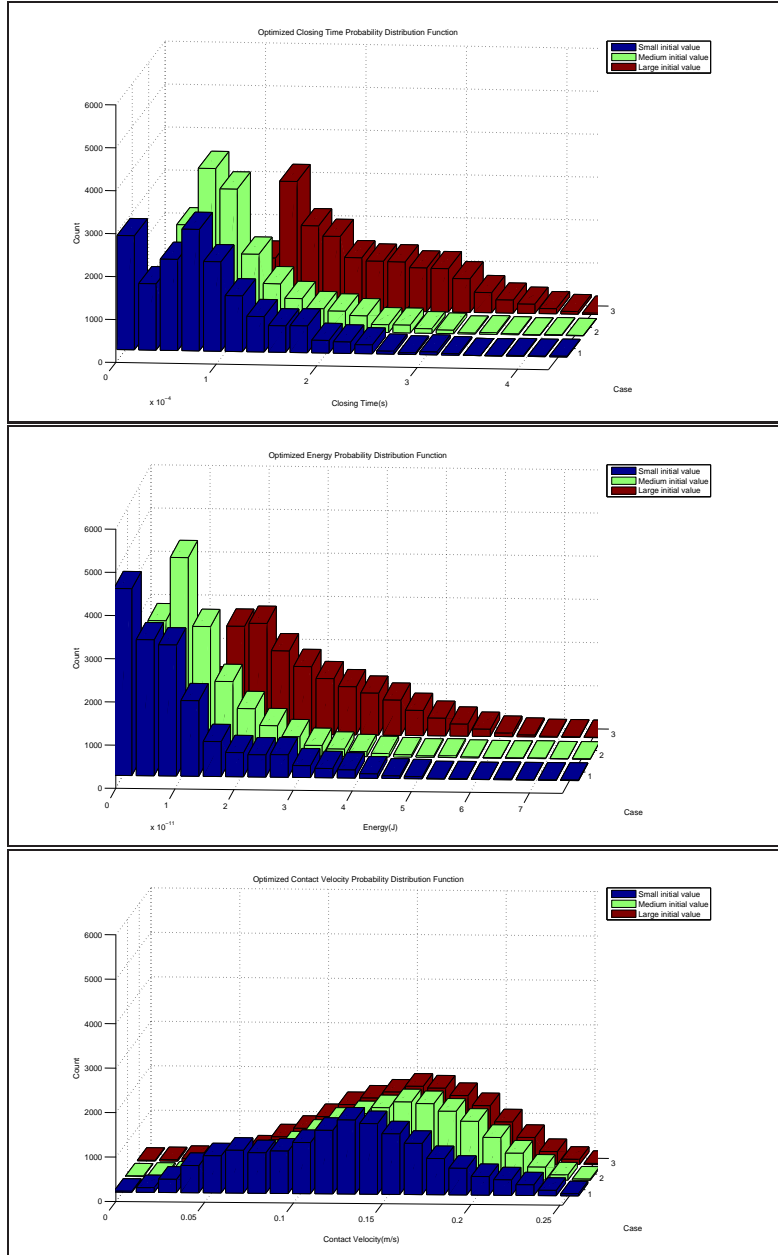 Optimized Closing Time Probability Distribution Function
Small initial value
Medium initial value
Large initial value
6000
5000
4000
3000
2000
1000
0
Count
0
1
2
3
4
x 10⁻⁴
Closing Time(s)
1
2
3
Case
Optimized Energy Probability Distribution Function
Small initial value
Medium initial value
Large initial value
6000
5000
4000
3000
2000
1000
0
Count
0
1
2
3
4
5
6
7
x 10⁻¹¹
Energy(J)
1
2
3
Case
Optimized Contact Velocity Probability Distribution Function
Small initial value
Medium initial value
Large initial value
6000
5000
4000
3000
2000
1000
0
Count
0
0.05
0.1
0.15
0.2
0.25
Contact Velocity(m/s)
1
2
3
Case